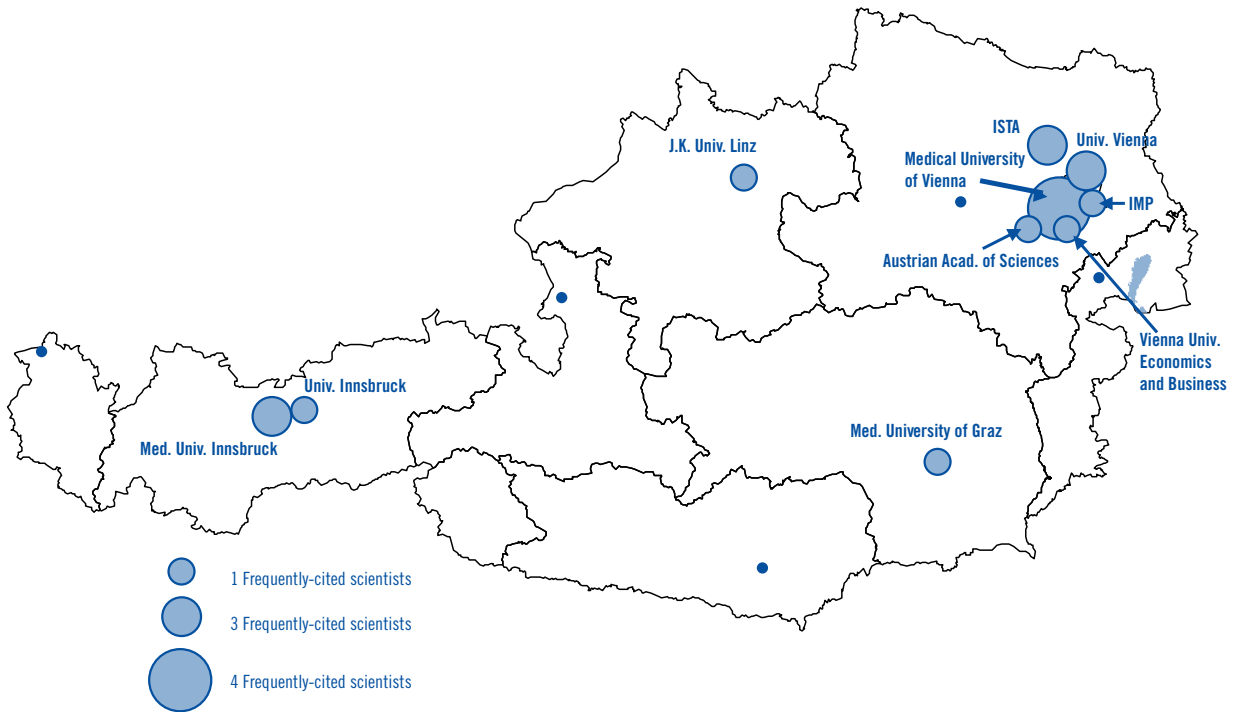 ISTA
Univ. Vienna
J.K. Univ. Linz
Medical University
of Vienna
IMP
Austrian Acad. of Sciences
Vienna Univ.
Economics
and Business
Univ. Innsbruck
Med. Univ. Innsbruck
Med. University of Graz
1 Frequently-cited scientists
3 Frequently-cited scientists
4 Frequently-cited scientists